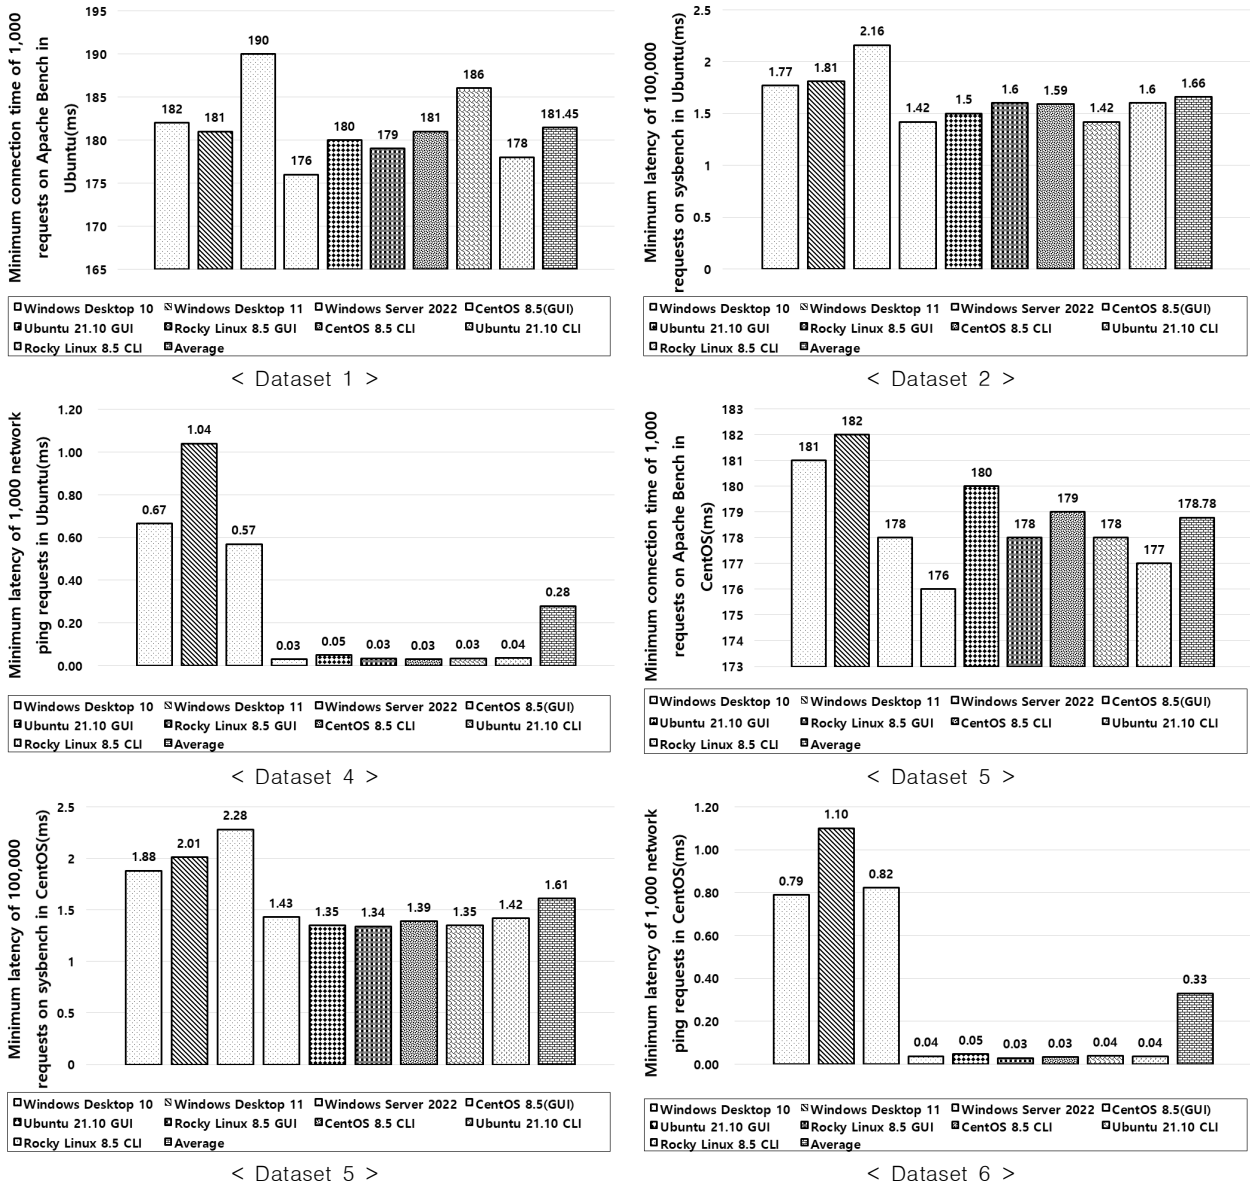 Minimum connection time of 1,000
requests on Apache Bench in
Ubuntu(ms)
195
190
185
180
175
170
165
182
181
190
176
180
179
181
186
178
181.45
Windows Desktop 10 Windows Desktop 11 Windows Server 2022 CentOS 8.5(GUI)
Ubuntu 21.10 GUI Rocky Linux 8.5 GUI CentOS 8.5 CLI Ubuntu 21.10 CLI
Rocky Linux 8.5 CLI Average
< Dataset 1 >
Minimum latency of 100,000
requests on sysbench in Ubuntu(ms)
2.5
2
1.5
1
0.5
0
1.77
1.81
2.16
1.42
1.5
1.6
1.59
1.42
1.6
1.66
Windows Desktop 10 Windows Desktop 11 Windows Server 2022 CentOS 8.5(GUI)
Ubuntu 21.10 GUI Rocky Linux 8.5 GUI CentOS 8.5 CLI Ubuntu 21.10 CLI
Rocky Linux 8.5 CLI Average
< Dataset 2 >
Minimum latency of 1,000 network
ping requests in Ubuntu(ms)
1.20
1.00
0.80
0.60
0.40
0.20
0.00
0.67
1.04
0.57
0.03
0.05
0.03
0.03
0.03
0.04
0.28
Windows Desktop 10 Windows Desktop 11 Windows Server 2022 CentOS 8.5(GUI)
Ubuntu 21.10 GUI Rocky Linux 8.5 GUI CentOS 8.5 CLI Ubuntu 21.10 CLI
Rocky Linux 8.5 CLI Average
< Dataset 4 >
Minimum connection time of 1,000
requests on Apache Bench in
CentOS(ms)
183
182
181
180
179
178
177
176
175
174
173
181
182
178
176
180
178
179
178
177
178.78
Windows Desktop 10 Windows Desktop 11 Windows Server 2022 CentOS 8.5(GUI)
Ubuntu 21.10 GUI Rocky Linux 8.5 GUI CentOS 8.5 CLI Ubuntu 21.10 CLI
Rocky Linux 8.5 CLI Average
< Dataset 5 >
Minimum latency of 100,000
requests on sysbench in CentOS(ms)
2.5
2
1.5
1
0.5
0
1.88
2.01
2.28
1.43
1.35
1.34
1.39
1.35
1.42
1.61
Windows Desktop 10 Windows Desktop 11 Windows Server 2022 CentOS 8.5(GUI)
Ubuntu 21.10 GUI Rocky Linux 8.5 GUI CentOS 8.5 CLI Ubuntu 21.10 CLI
Rocky Linux 8.5 CLI Average
< Dataset 5 >
Minimum latency of 1,000 network
ping requests in CentOS(ms)
1.20
1.00
0.80
0.60
0.40
0.20
0.00
0.79
1.10
0.82
0.04
0.05
0.03
0.03
0.04
0.04
0.33
Windows Desktop 10 Windows Desktop 11 Windows Server 2022 CentOS 8.5(GUI)
Ubuntu 21.10 GUI Rocky Linux 8.5 GUI CentOS 8.5 CLI Ubuntu 21.10 CLI
Rocky Linux 8.5 CLI Average
< Dataset 6 >